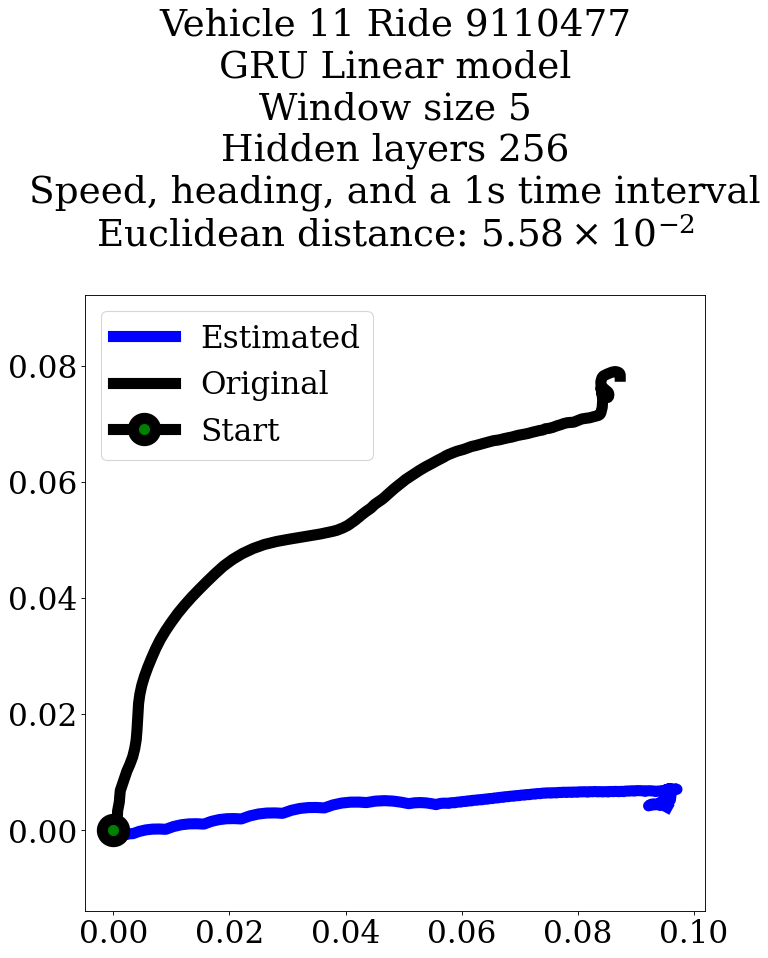 Vehicle 11 Ride 9110477
GRU Linear model
Window size 5
Hidden layers 256
Speed, heading, and a 1s time interval
Euclidean distance: 5.58 × 10⁻²
Estimated
Original
Start
0.08
0.06
0.04
0.02
0.00
0.00 0.02 0.04 0.06 0.08 0.10